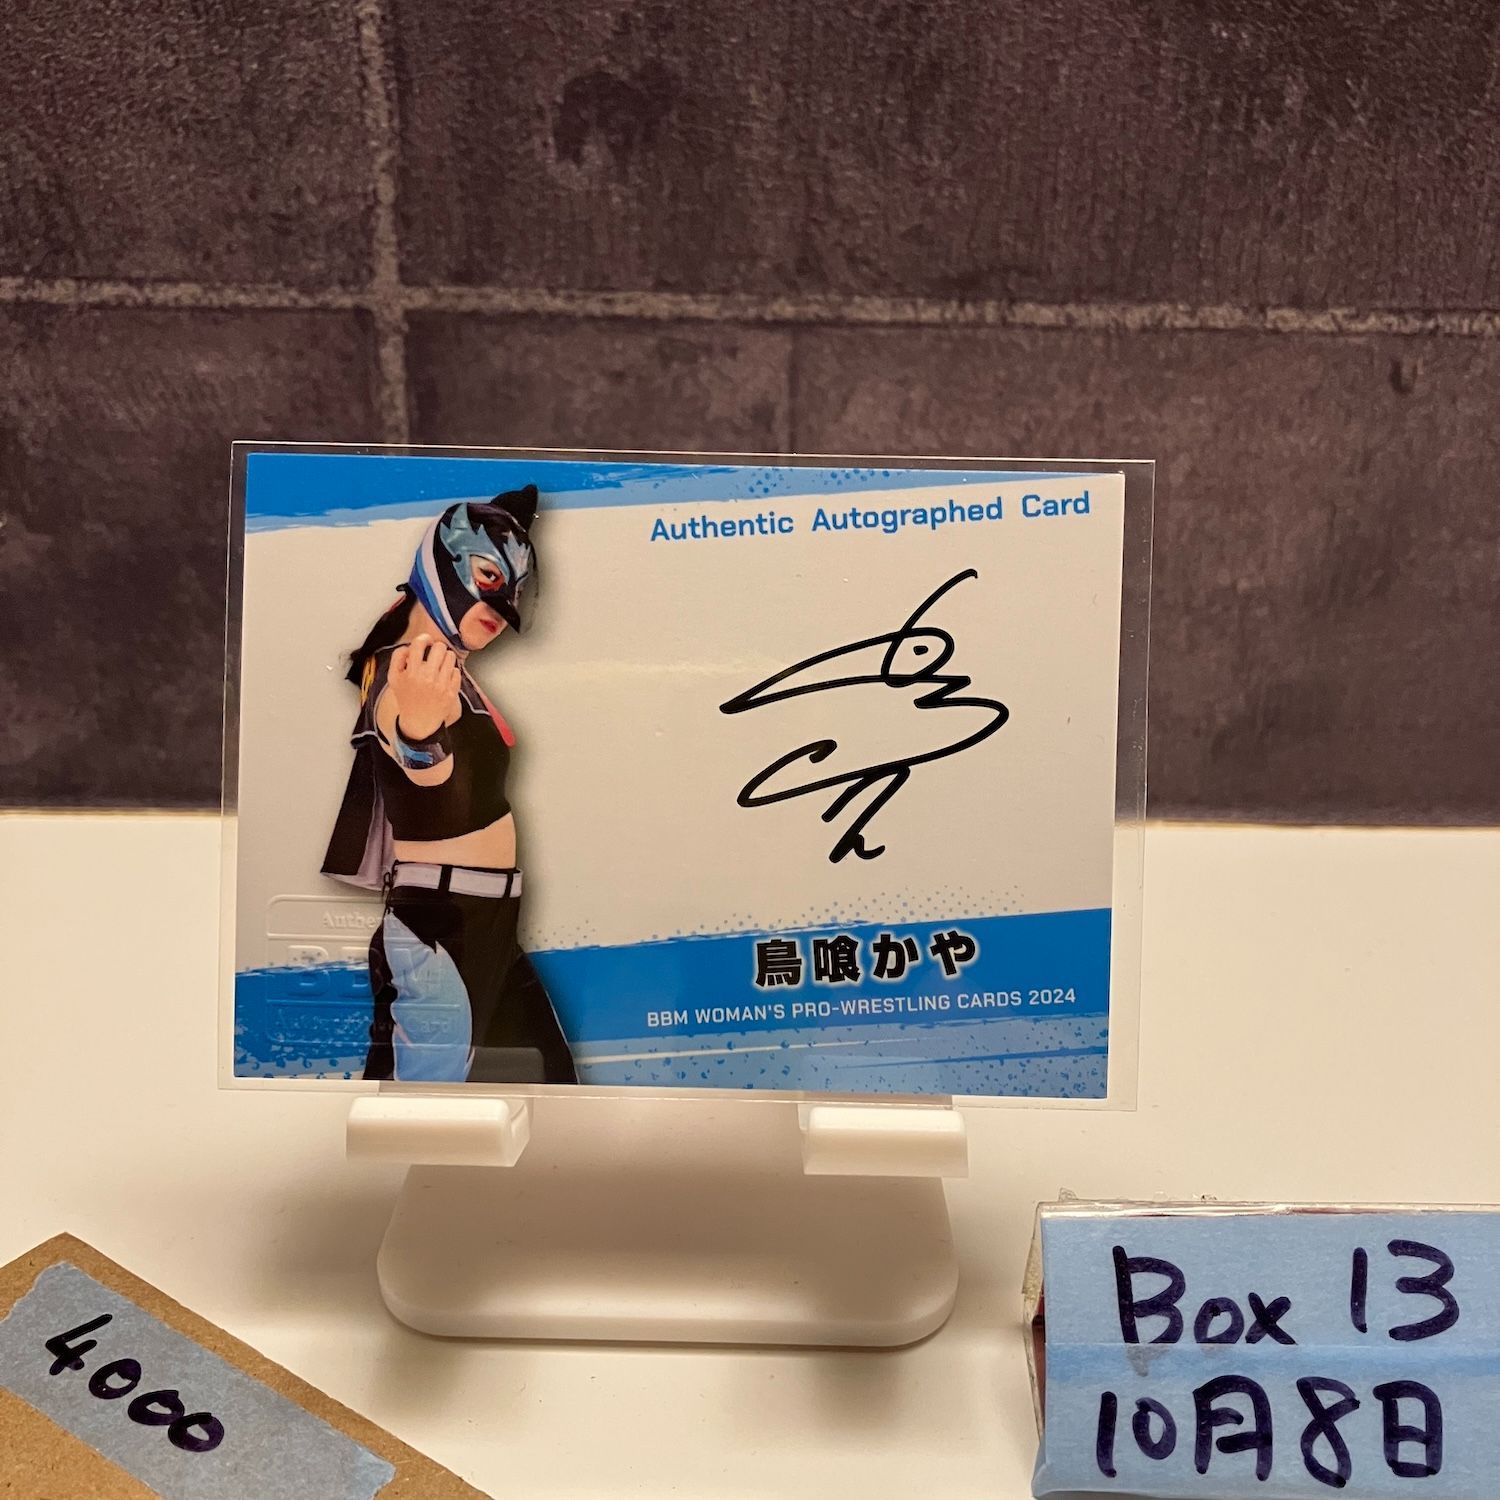 Authentic Autographed Card
鳥喰かや
BBM WOMAN'S PRO-WRESTLING CARDS 2024
4000
Box 13
10月8日